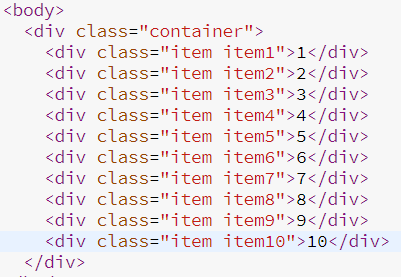 <body>
<div class="container">
<div class="item item1">1</div>
<div class="item item2">2</div>
<div class="item item3">3</div>
<div class="item item4">4</div>
<div class="item item5">5</div>
<div class="item item6">6</div>
<div class="item item7">7</div>
<div class="item item8">8</div>
<div class="item item9">9</div>
<div class="item item10">10</div>
</div>